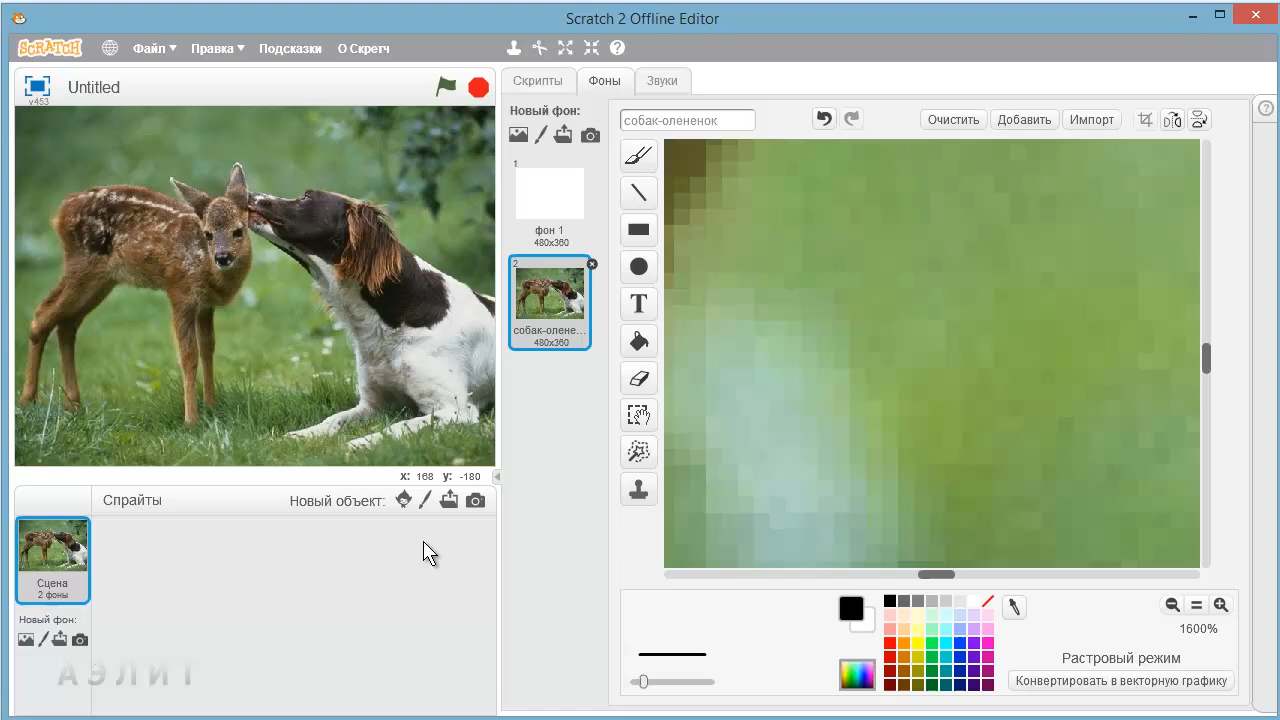 Scratch 2 Offline Editor
SCRATCH
Файл
Правка
Подсказки
О Скретч
v453
Untitled
Скрипты
Фоны
Звуки
Новый фон:
1
фон 1
480x360
2
собак-олене...
480x360
собак-олененок
Очистить
Добавить
Импорт
T
x: 168 y: -180
Спрайты
Новый объект:
Сцена
2 фоны
Новый фон:
1600%
Растровый режим
Конвертировать в векторную графику